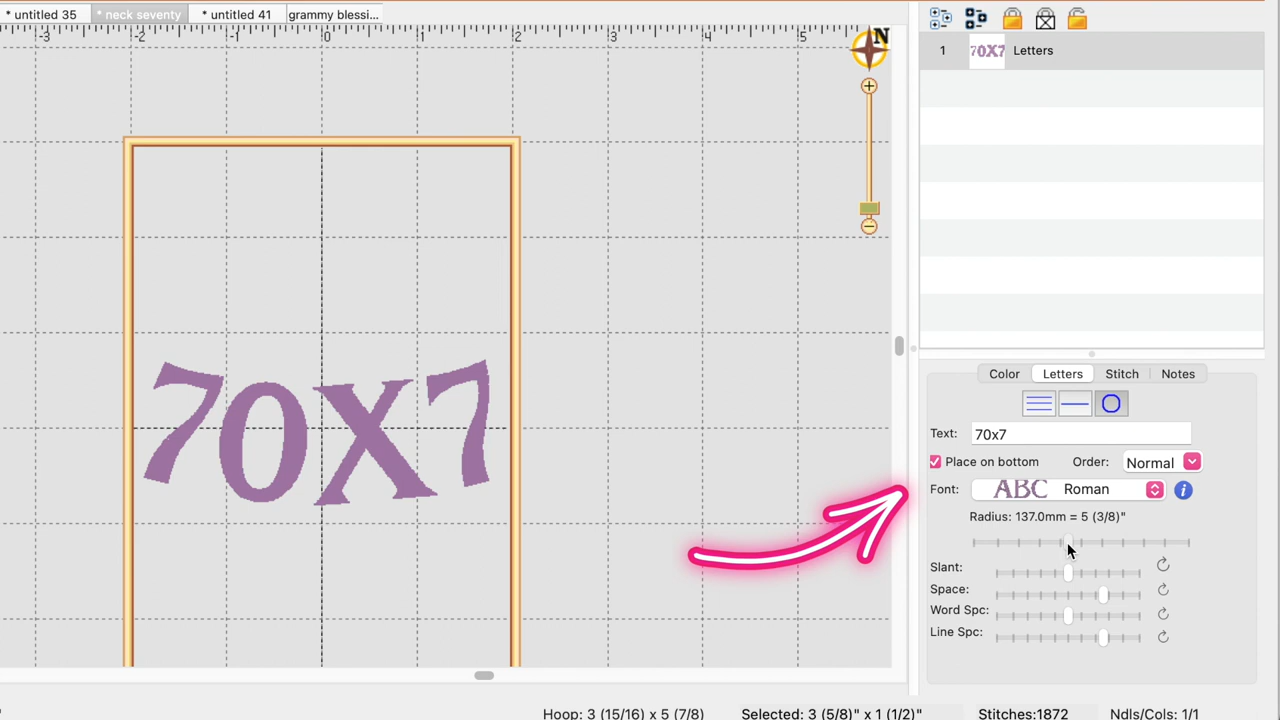 * untitled 35
* neck seventy
* untitled 41
grammy blessi...
-3
-2
-1
0
1
2
3
4
5
N
70X7
1
70X7
Letters
Color
Letters
Stitch
Notes
Text:
70x7
Place on bottom
Order:
Normal
Font:
ABC
Roman
i
Radius: 137.0mm = 5 (3/8)"
Slant:
Space:
Word Spc:
Line Spc:
Hoop: 3 (15/16) x 5 (7/8)
Selected: 3 (5/8)" x 1 (1/2)"
Stitches:1872
Ndls/Cols: 1/1